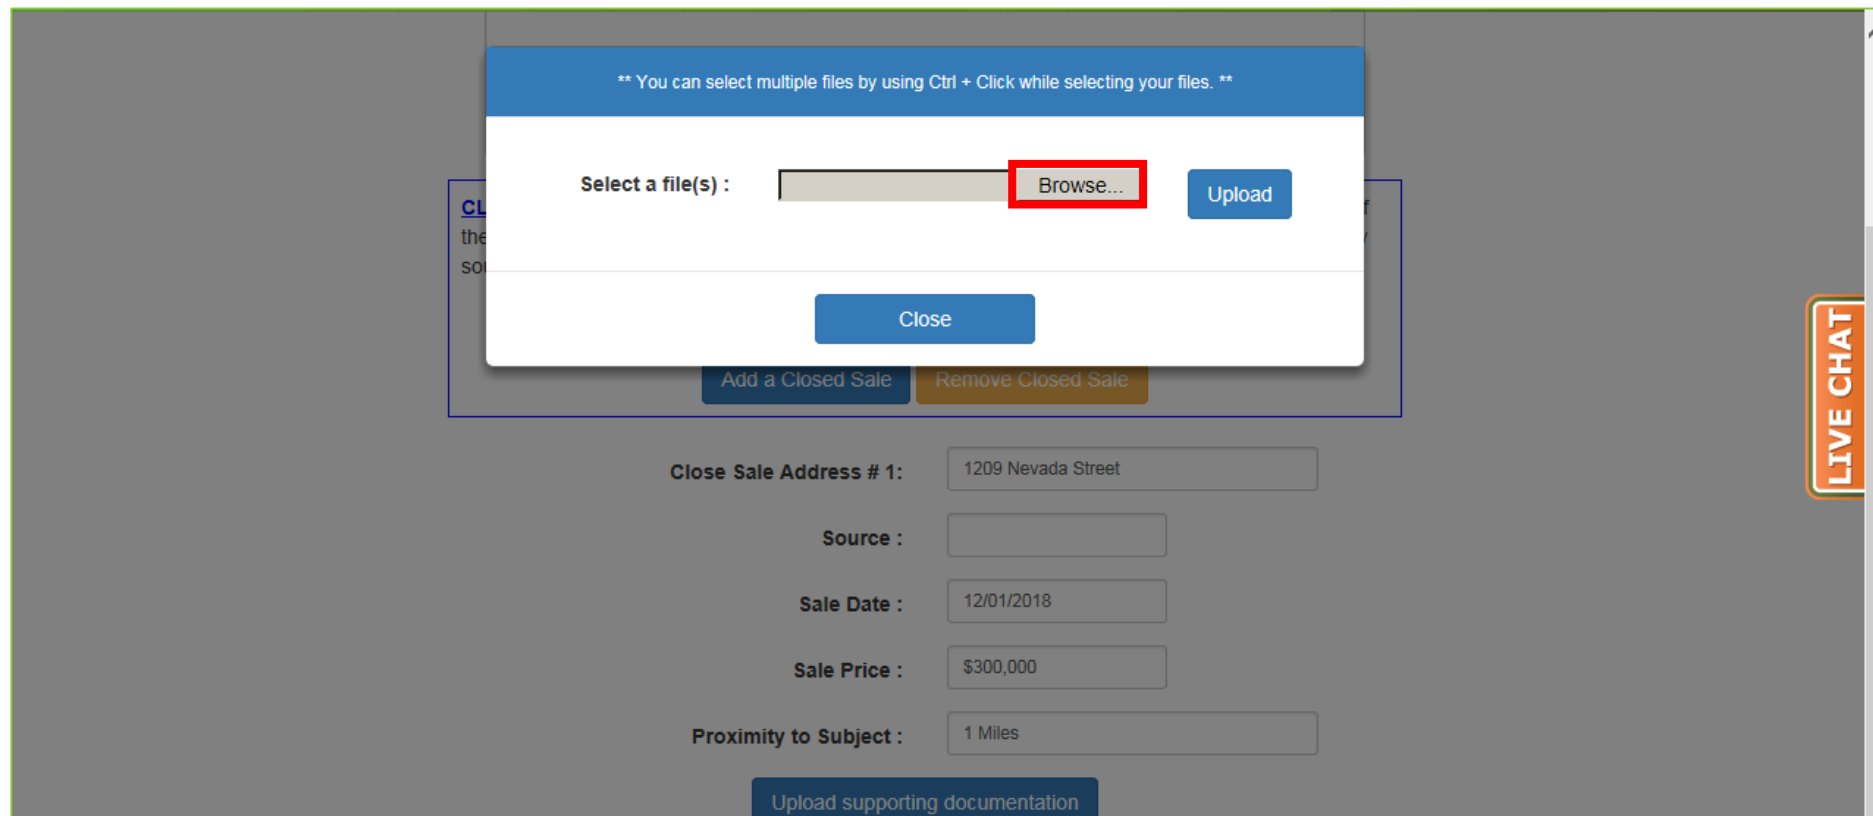 ** You can select multiple files by using Ctrl + Click while selecting your files. **
Select a file(s) :
Browse...
Upload
CL
the
Close
Add a Closed Sale
Remove Closed Sale
Close Sale Address # 1:
1209 Nevada Street
Source :
Sale Date :
12/01/2018
Sale Price :
$300,000
Proximity to Subject :
1 Miles
Upload supporting documentation
LIVE CHAT